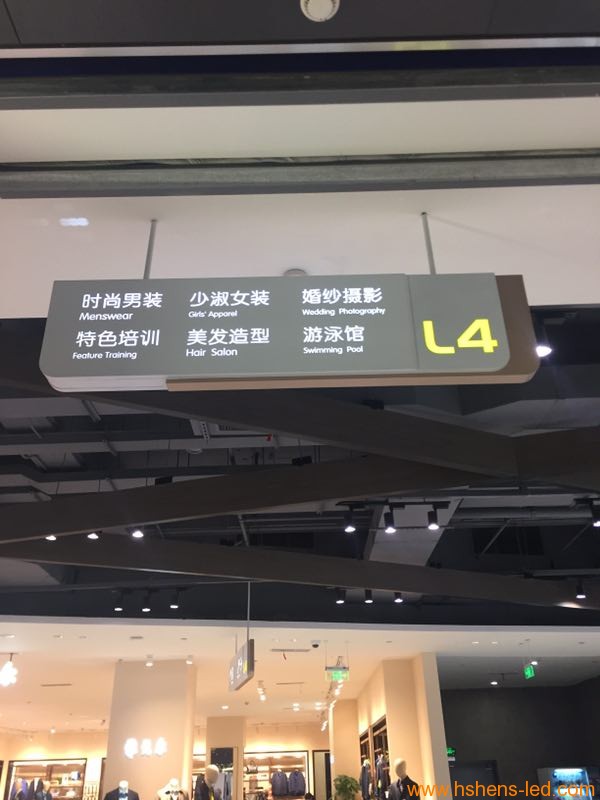 时尚男装 少淑女装 婚纱摄影
Menswear Girls' Apparel Wedding Photography
特色培训 美发造型 游泳馆
Feature Training Hair Salon Swimming Pool
L4
www.hshens-led.com